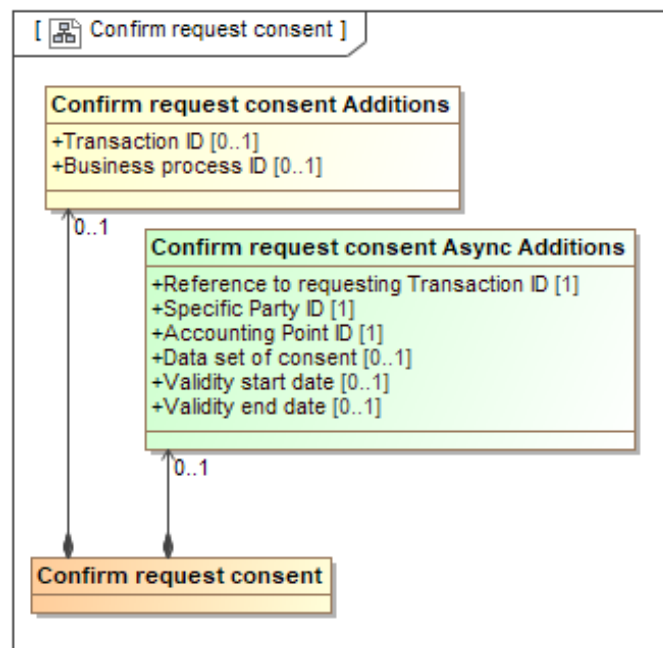 [ Confirm request consent ]
Confirm request consent Additions
+Transaction ID [0..1]
+Business process ID [0..1]
0..1
Confirm request consent Async Additions
+Reference to requesting Transaction ID [1]
+Specific Party ID [1]
+Accounting Point ID [1]
+Data set of consent [0..1]
+Validity start date [0..1]
+Validity end date [0..1]
0..1
Confirm request consent